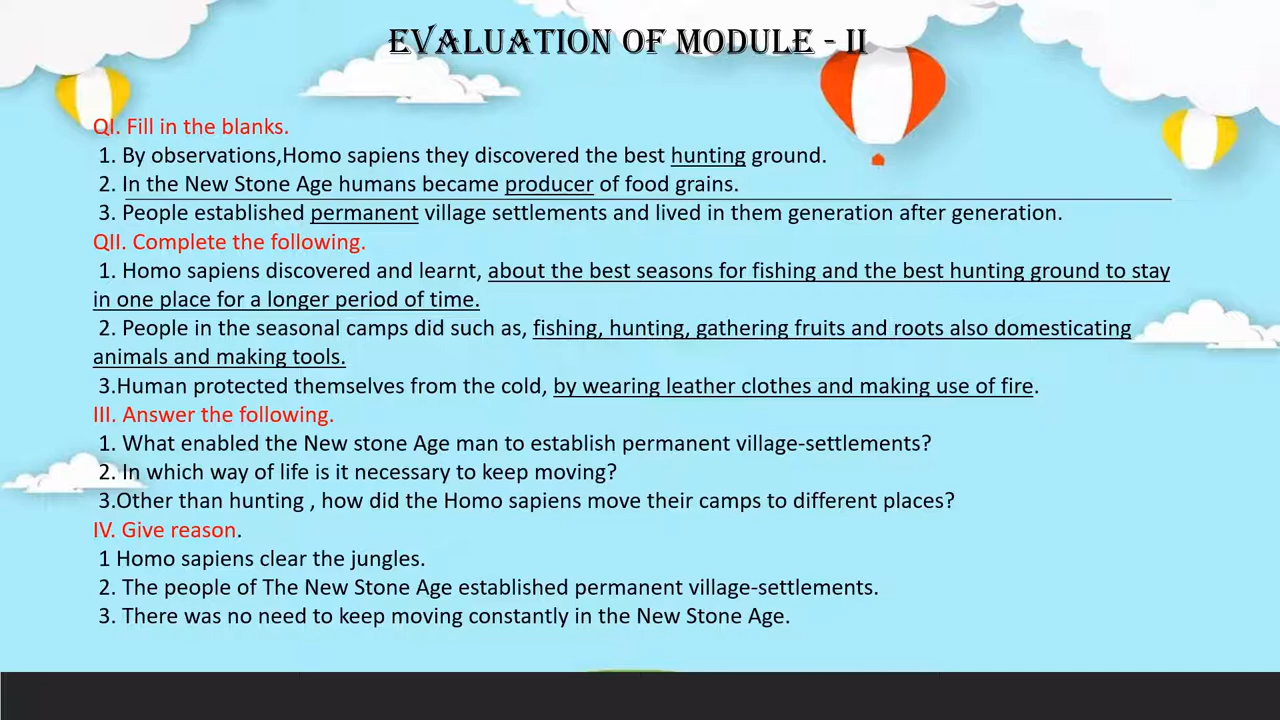 EVALUATION OF MODULE - II
QI. Fill in the blanks.
1. By observations,Homo sapiens they discovered the best hunting ground.
2. In the New Stone Age humans became producer of food grains.
3. People established permanent village settlements and lived in them generation after generation.
QII. Complete the following.
1. Homo sapiens discovered and learnt, about the best seasons for fishing and the best hunting ground to stay
in one place for a longer period of time.
2. People in the seasonal camps did such as, fishing, hunting, gathering fruits and roots also domesticating
animals and making tools.
3.Human protected themselves from the cold, by wearing leather clothes and making use of fire.
III. Answer the following.
1. What enabled the New stone Age man to establish permanent village-settlements?
2. In which way of life is it necessary to keep moving?
3.Other than hunting , how did the Homo sapiens move their camps to different places?
IV. Give reason.
1 Homo sapiens clear the jungles.
2. The people of The New Stone Age established permanent village-settlements.
3. There was no need to keep moving constantly in the New Stone Age.